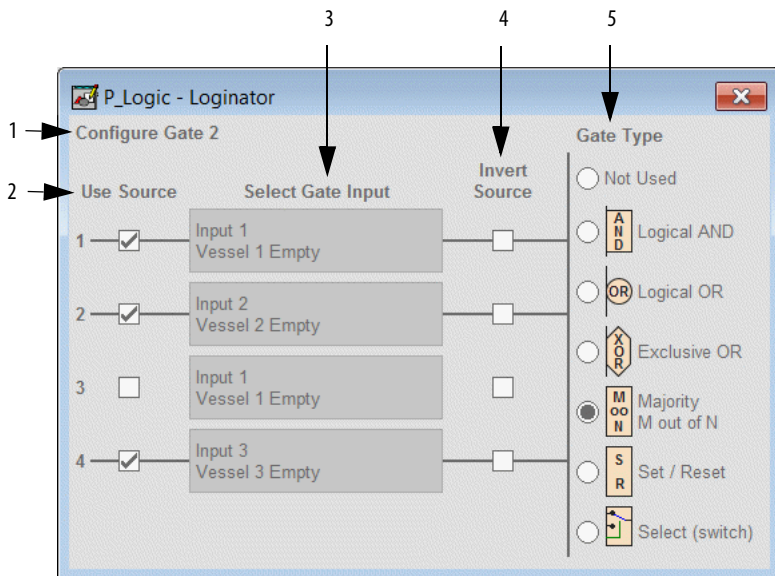 3 4 5
P_Logic - Loginator
1 Configure Gate 2
Gate Type
2 Use Source Select Gate Input Invert Source
Not Used
1 Input 1
Vessel 1 Empty
AND Logical AND
2 Input 2
Vessel 2 Empty
OR Logical OR
3 Input 1
Vessel 1 Empty
XOR Exclusive OR
MooN Majority
M out of N
4 Input 3
Vessel 3 Empty
S R Set / Reset
Select (switch)